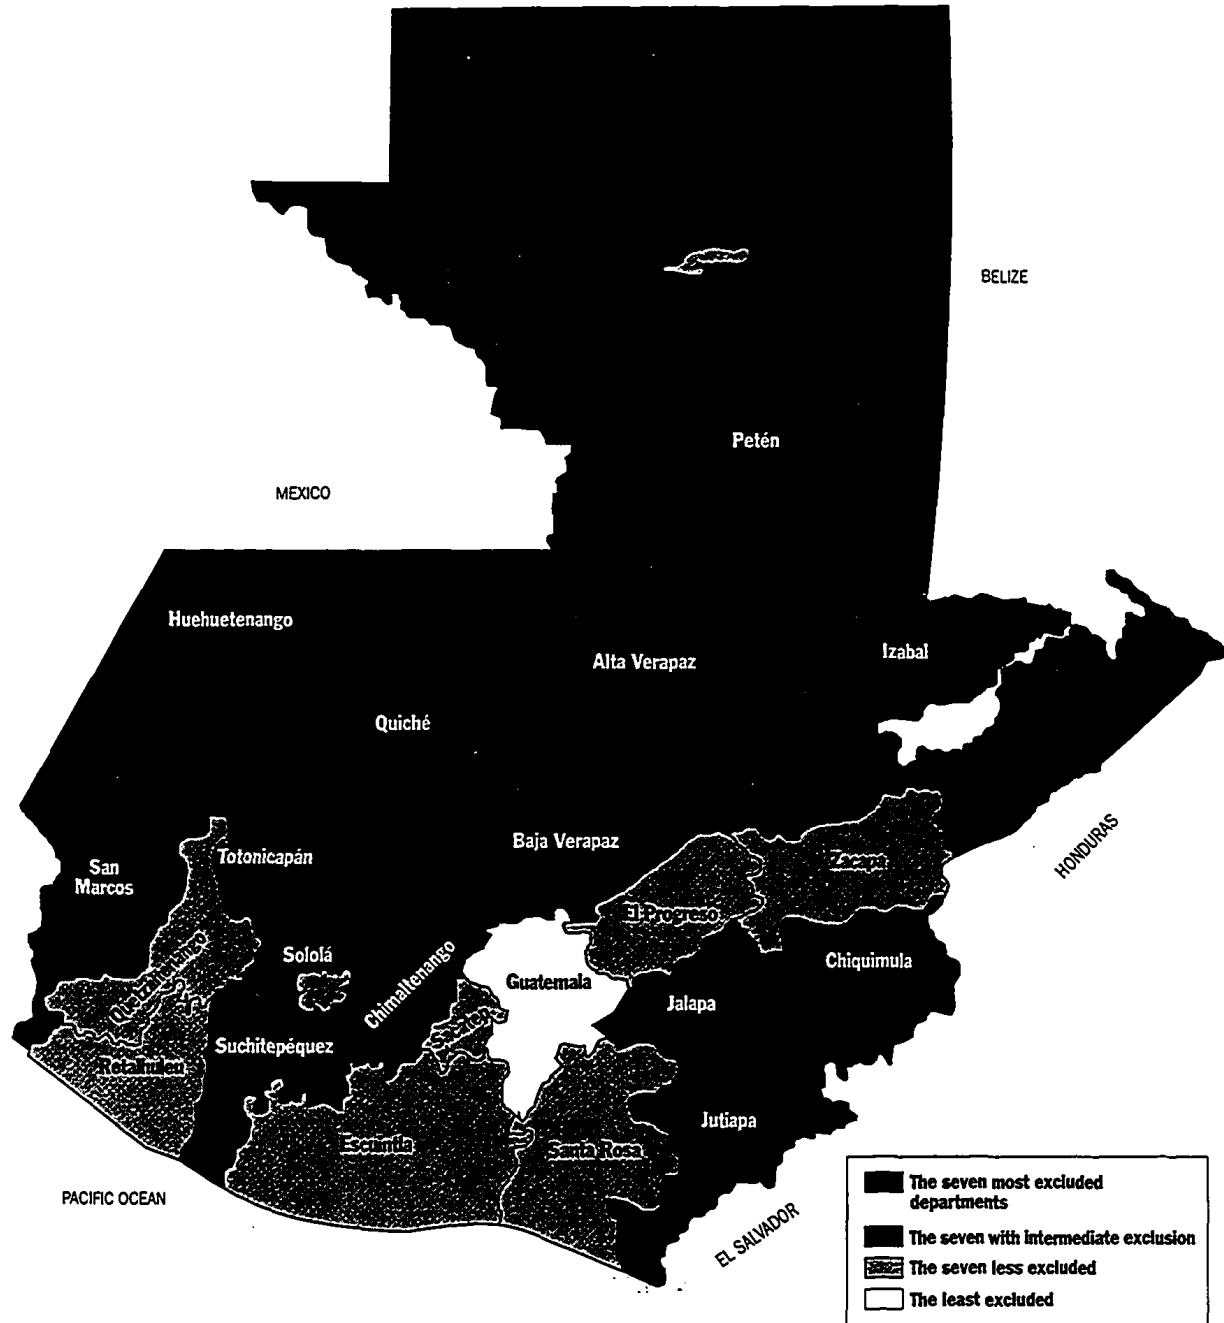 BELIZE
Petén
MEXICO
Huehuetenango
Izabal
Alta Verapaz
Quiché
HONDURAS
Baja Verapaz
Totonicapán
Zacapa
San
Marcos
El Progreso
Quetzaltenango
Sololá
Chimaltenango
Chiquimula
Guatemala
Jalapa
Suchitepéquez
Retalhuleu
Jutiapa
Escuintla
Santa Rosa
PACIFIC OCEAN
EL SALVADOR
The seven most excluded
departments
The seven with intermediate exclusion
The seven less excluded
The least excluded